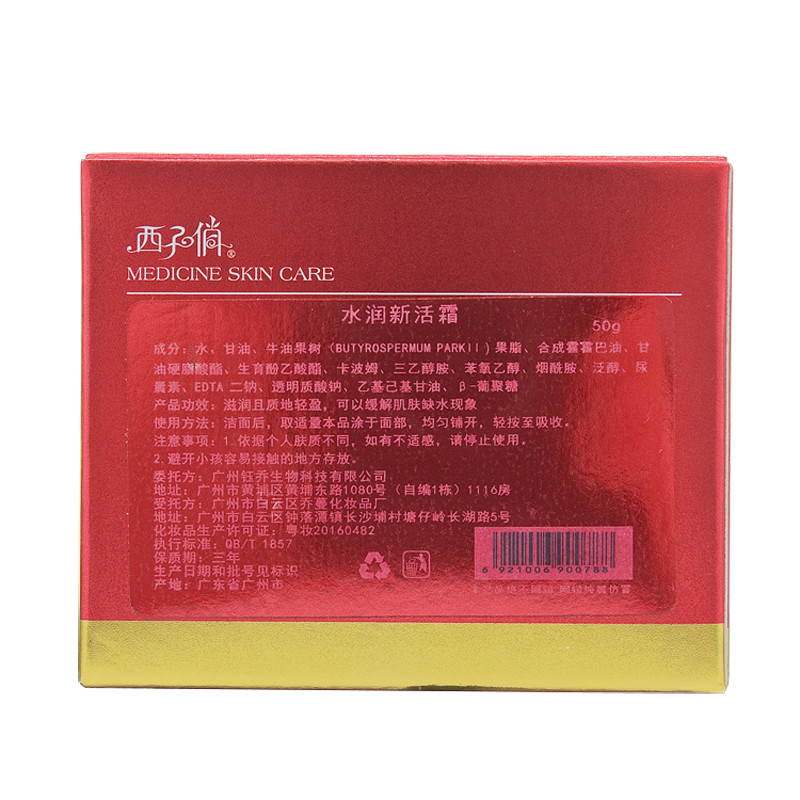 西子俏®
MEDICINE SKIN CARE
水润新活霜
50g
成分：水、甘油、牛油果树（BUTYROSPERMUM PARKII）果脂、合成霍霍巴油、甘
油硬脂酸酯、生育酚乙酸酯、卡波姆、三乙醇胺、苯氧乙醇、烟酰胺、泛醇、尿
囊素、EDTA 二钠、透明质酸钠、乙基己基甘油、β-葡聚糖
产品功效：滋润且质地轻盈，可以缓解肌肤缺水现象
使用方法：洁面后，取适量本品涂于面部，均匀铺开，轻按至吸收。
注意事项：1.依据个人肤质不同，如有不适感，请停止使用。
2.避开小孩容易接触的地方存放。
委托方：广州钰乔生物科技有限公司
地址：广州市黄埔区黄埔东路1080号（自编1栋）1116房
受托方：广州市白云区乔蔓化妆品厂
地址：广州市白云区钟落潭镇长沙埔村塘仔岭长湖路5号
化妆品生产许可证：粤妆20160482
执行标准：QB/T 1857
保质期：三年
生产日期和批号见标识
产地：广东省广州市
6 921006 900788